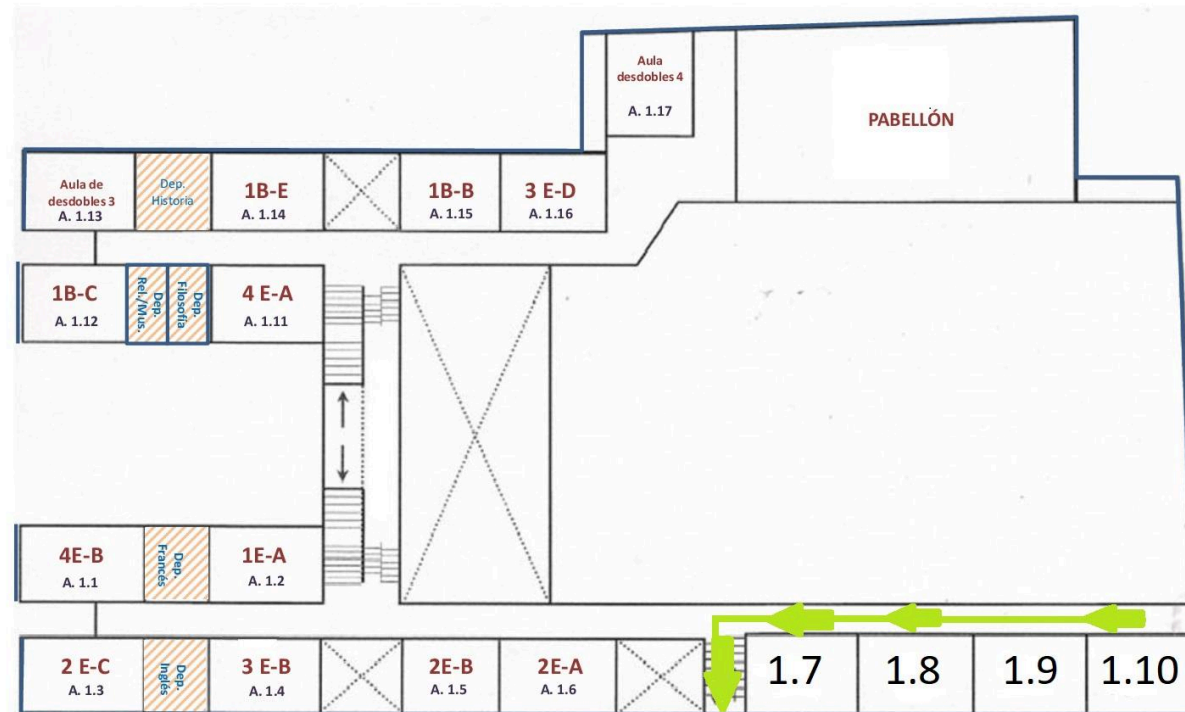 Aula
desdobles 4
A. 1.17
PABELLÓN
Aula de
desdobles 3
A. 1.13
Dep.
Historia
1B-E
A. 1.14
1B-B
A. 1.15
3 E-D
A. 1.16
1B-C
A. 1.12
Dep.
Rel./Mus.
Dep.
Filosofía
4 E-A
A. 1.11
4E-B
A. 1.1
Dep.
Francés
1E-A
A. 1.2
2 E-C
A. 1.3
Dep.
Inglés
3 E-B
A. 1.4
2E-B
A. 1.5
2E-A
A. 1.6
1.7
1.8
1.9
1.10